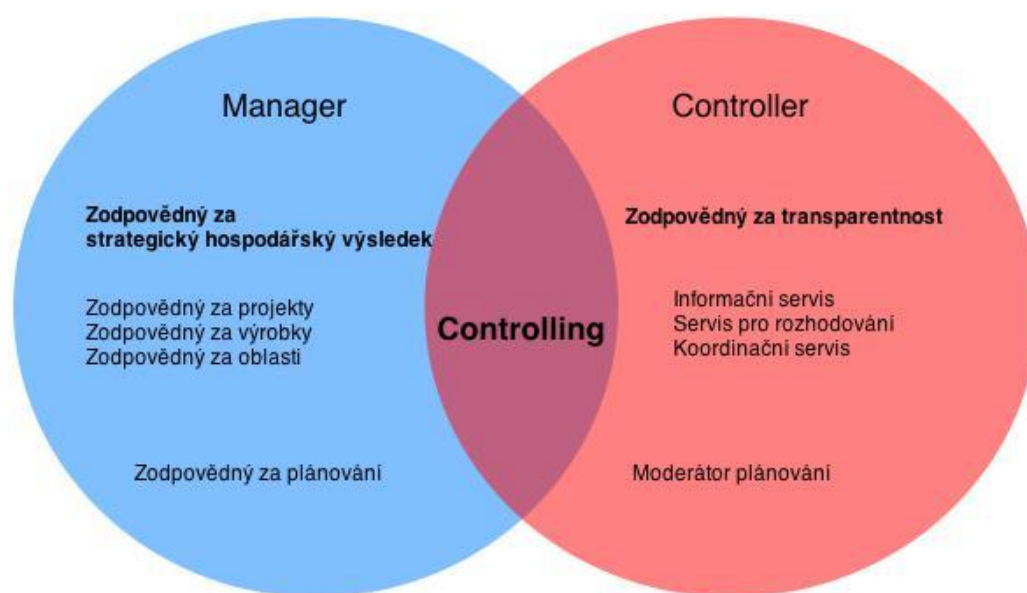 Manager
Zodpovědný za
strategický hospodářský výsledek
Zodpovědný za projekty
Zodpovědný za výrobky
Zodpovědný za oblasti
Zodpovědný za plánování
Controlling
Controller
Zodpovědný za transparentnost
Informační servis
Servis pro rozhodování
Koordinační servis
Moderátor plánování